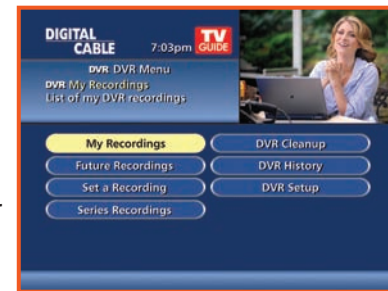 DIGITAL
CABLE 7:03pm TV
GUIDE
DVR DVR Menu
DVR My Recordings
List of my DVR recordings
My Recordings DVR Cleanup
Future Recordings DVR History
Set a Recording DVR Setup
Series Recordings